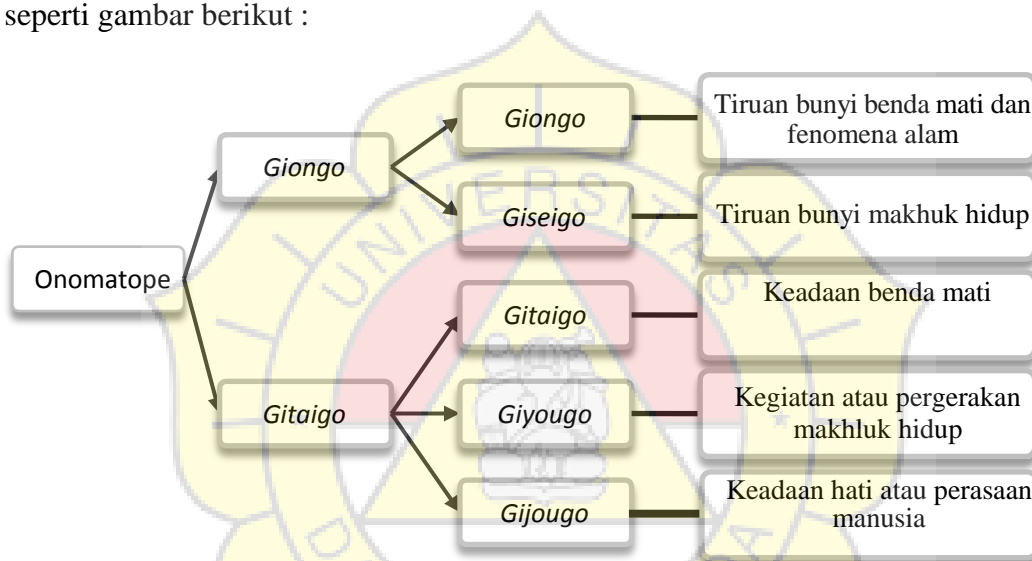 seperti gambar berikut :
Onomatope
Giongo
Gitaigo
Giongo
Giseigo
Gitaigo
Giyougo
Gijougo
Tiruan bunyi benda mati dan
fenomena alam
Tiruan bunyi makhuk hidup
Keadaan benda mati
Kegiatan atau pergerakan
makhluk hidup
Keadaan hati atau perasaan
manusia
UNIVERSITAS